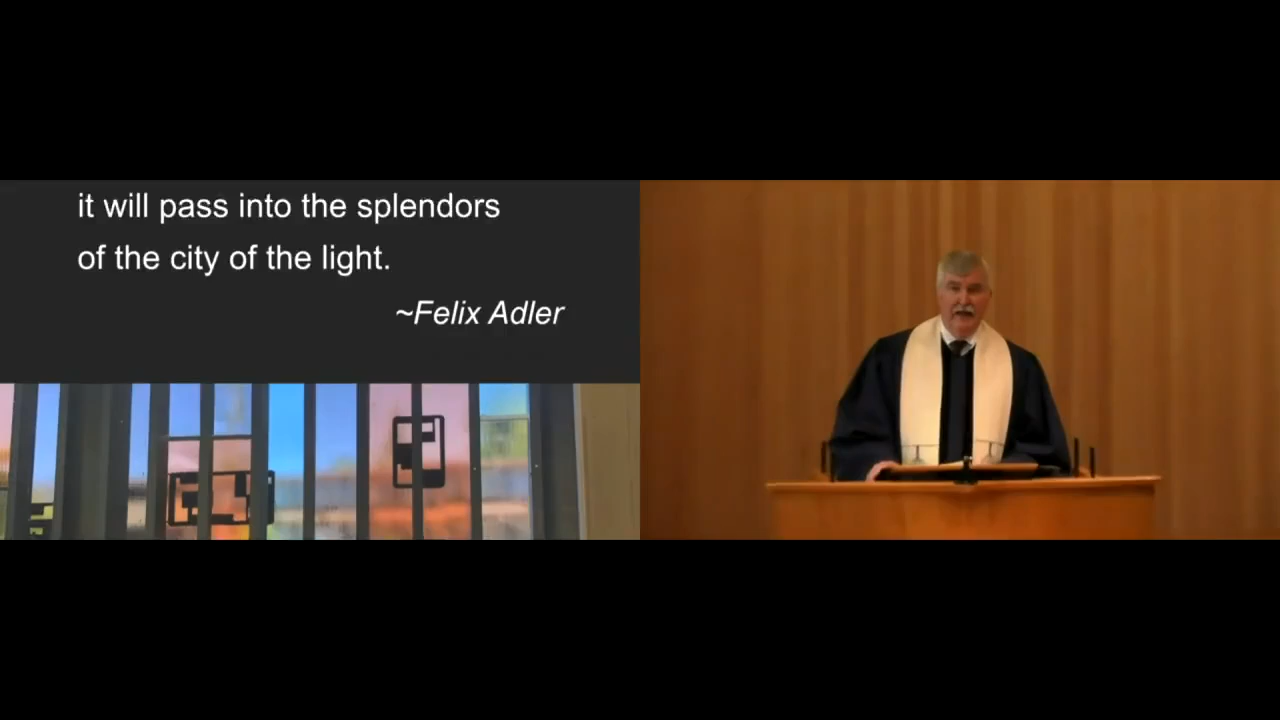 it will pass into the splendors
of the city of the light.
~Felix Adler